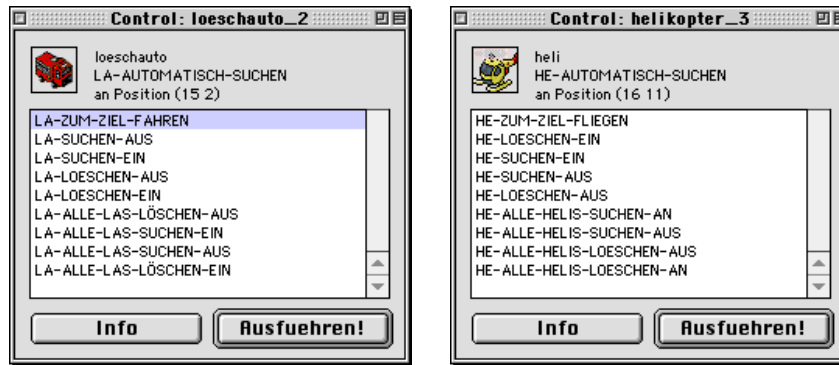 Control: loeschauto_2
loeschauto
LA-AUTOMATISCH-SUCHEN
an Position (15 2)
LA-ZUM-ZIEL-FAHREN
LA-SUCHEN-AUS
LA-SUCHEN-EIN
LA-LOESCHEN-AUS
LA-LOESCHEN-EIN
LA-ALLE-LAS-LÖSCHEN-AUS
LA-ALLE-LAS-SUCHEN-EIN
LA-ALLE-LAS-SUCHEN-AUS
LA-ALLE-LAS-LÖSCHEN-EIN
Info
Ausfuehren!
Control: helikopter_3
heli
HE-AUTOMATISCH-SUCHEN
an Position (16 11)
HE-ZUM-ZIEL-FLIEGEN
HE-LOESCHEN-EIN
HE-SUCHEN-EIN
HE-SUCHEN-AUS
HE-LOESCHEN-AUS
HE-ALLE-HELIS-SUCHEN-AN
HE-ALLE-HELIS-SUCHEN-AUS
HE-ALLE-HELIS-LOESCHEN-AUS
HE-ALLE-HELIS-LOESCHEN-AN
Info
Ausfuehren!